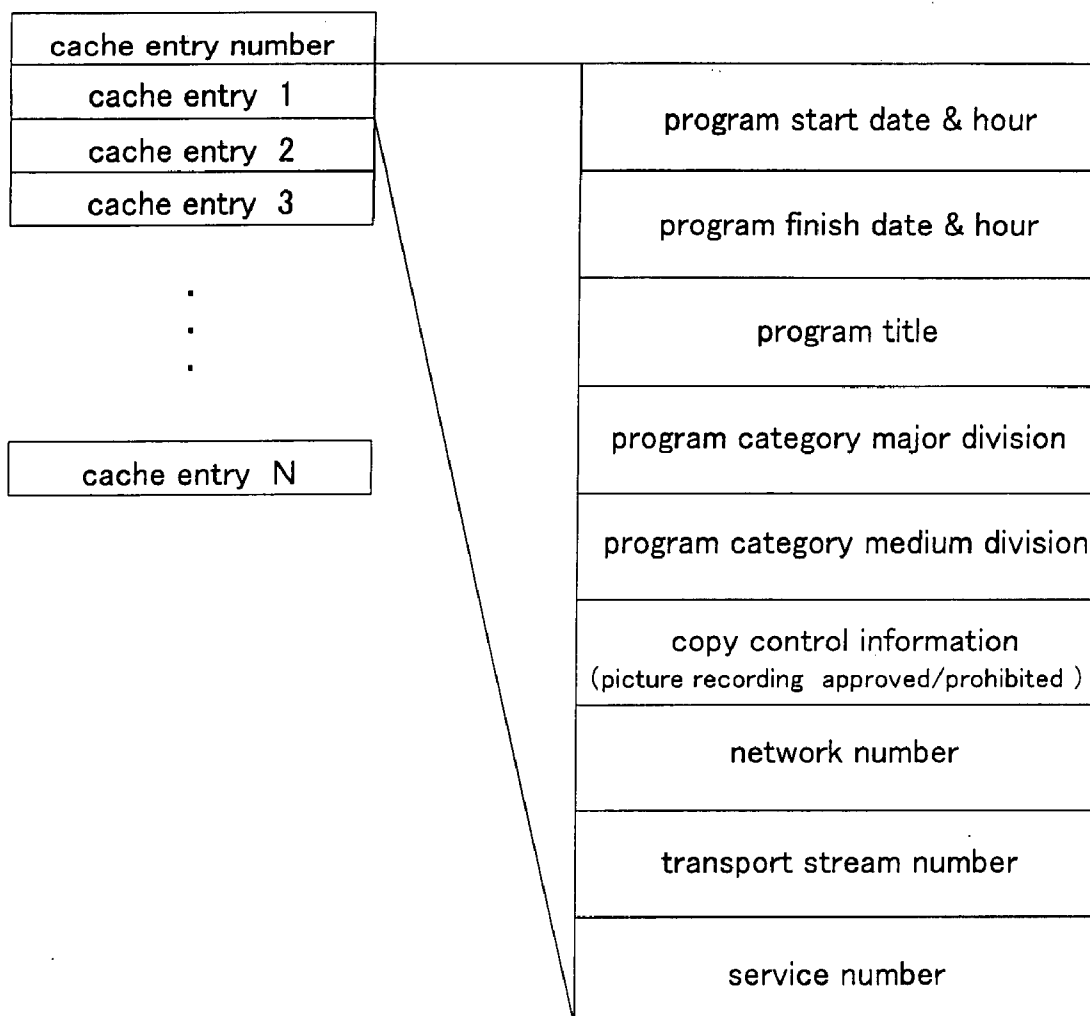 cache entry number
cache entry 1
cache entry 2
cache entry 3
cache entry N
program start date & hour
program finish date & hour
program title
program category major division
program category medium division
copy control information
(picture recording approved/prohibited )
network number
transport stream number
service number